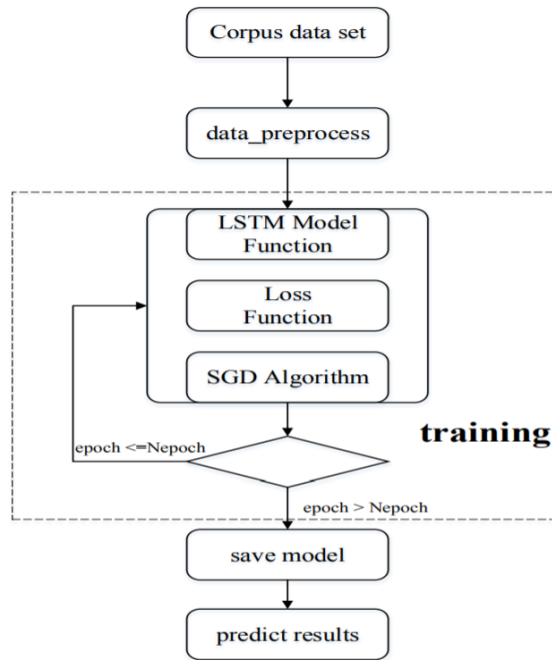 Corpus data set
data_preprocess
LSTM Model
Function
Loss
Function
SGD Algorithm
training
epoch <=Nepoch
epoch > Nepoch
save model
predict results